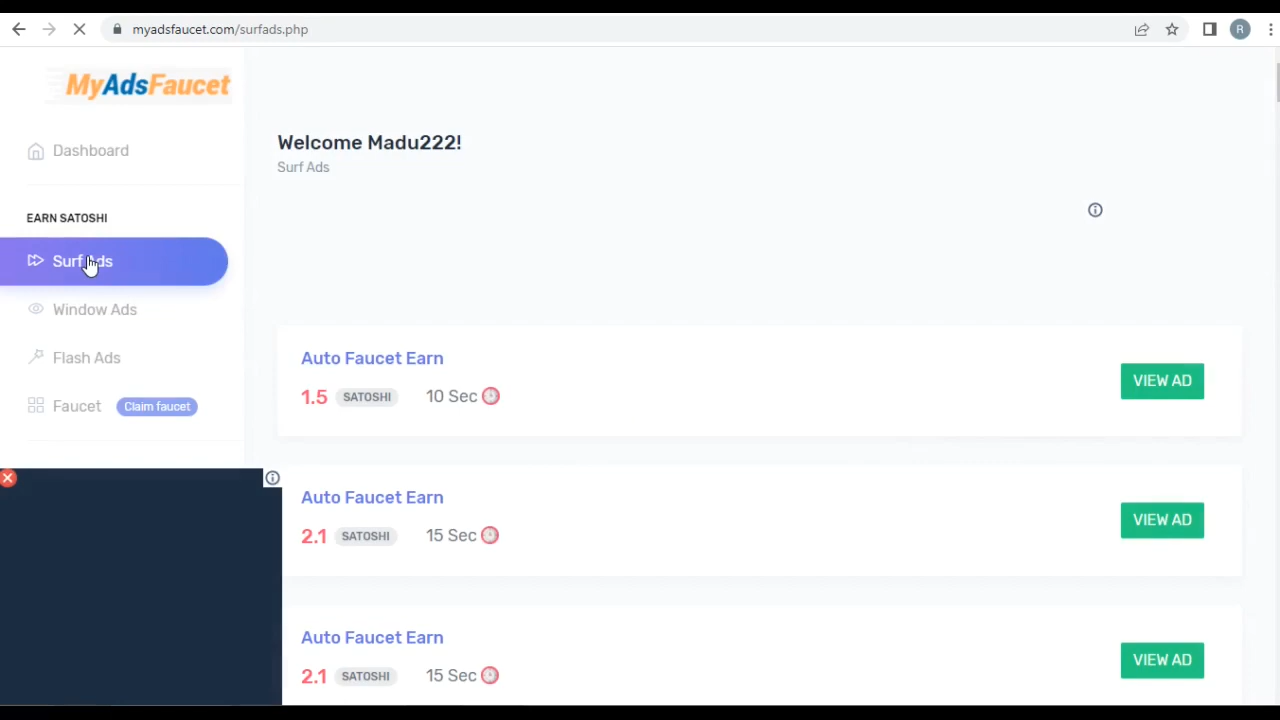 myadsfaucet.com/surfads.php
R
MyAdsFaucet
Dashboard
EARN SATOSHI
Surf Ads
Window Ads
Flash Ads
Faucet Claim faucet
Welcome Madu222!
Surf Ads
Auto Faucet Earn
1.5 SATOSHI 10 Sec
VIEW AD
Auto Faucet Earn
2.1 SATOSHI 15 Sec
VIEW AD
Auto Faucet Earn
2.1 SATOSHI 15 Sec
VIEW AD